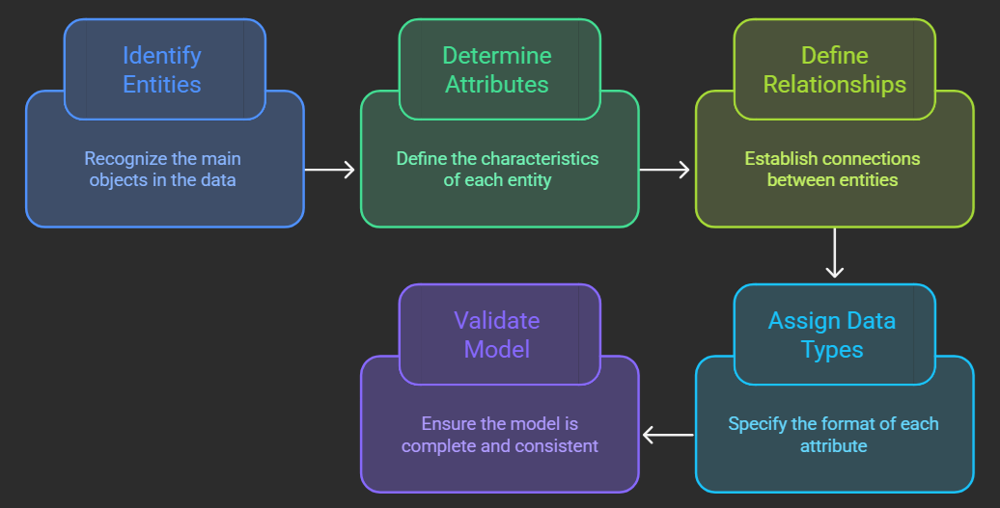 Identify
Entities
Recognize the main
objects in the data
Determine
Attributes
Define the characteristics
of each entity
Define
Relationships
Establish connections
between entities
Assign Data
Types
Specify the format of each
attribute
Validate
Model
Ensure the model is
complete and consistent